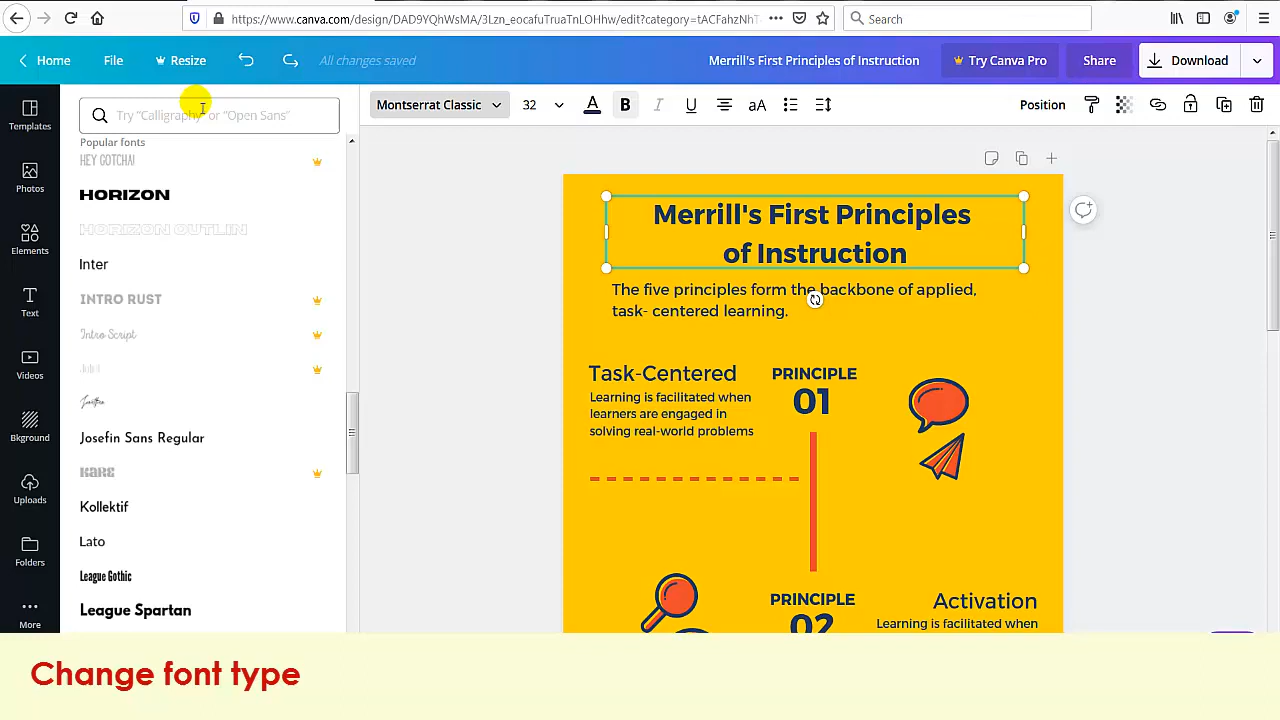 https://www.canva.com/design/DAD9YQhWsMA/3Lzn_eocafuTruaTnLOHhw/edit?category=tACFahzNhT
Search
Home
File
Resize
All changes saved
Merrill's First Principles of Instruction
Try Canva Pro
Share
Download
Templates
Photos
Elements
Text
Videos
Bkground
Uploads
Folders
More
Try "Calligraphy" or "Open Sans"
Popular fonts
HEY GOTCHA!
HORIZON
HORIZON OUTLIN
Inter
INTRO RUST
Intro Script
Josefin Sans Regular
KARE
Kollektif
Lato
League Gothic
League Spartan
Montserrat Classic
32
A
B
I
U
aA
Position
Merrill's First Principles
of Instruction
The five principles form the backbone of applied,
task- centered learning.
Task-Centered
Learning is facilitated when
learners are engaged in
solving real-world problems
PRINCIPLE
01
PRINCIPLE
02
Activation
Learning is facilitated when
Change font type